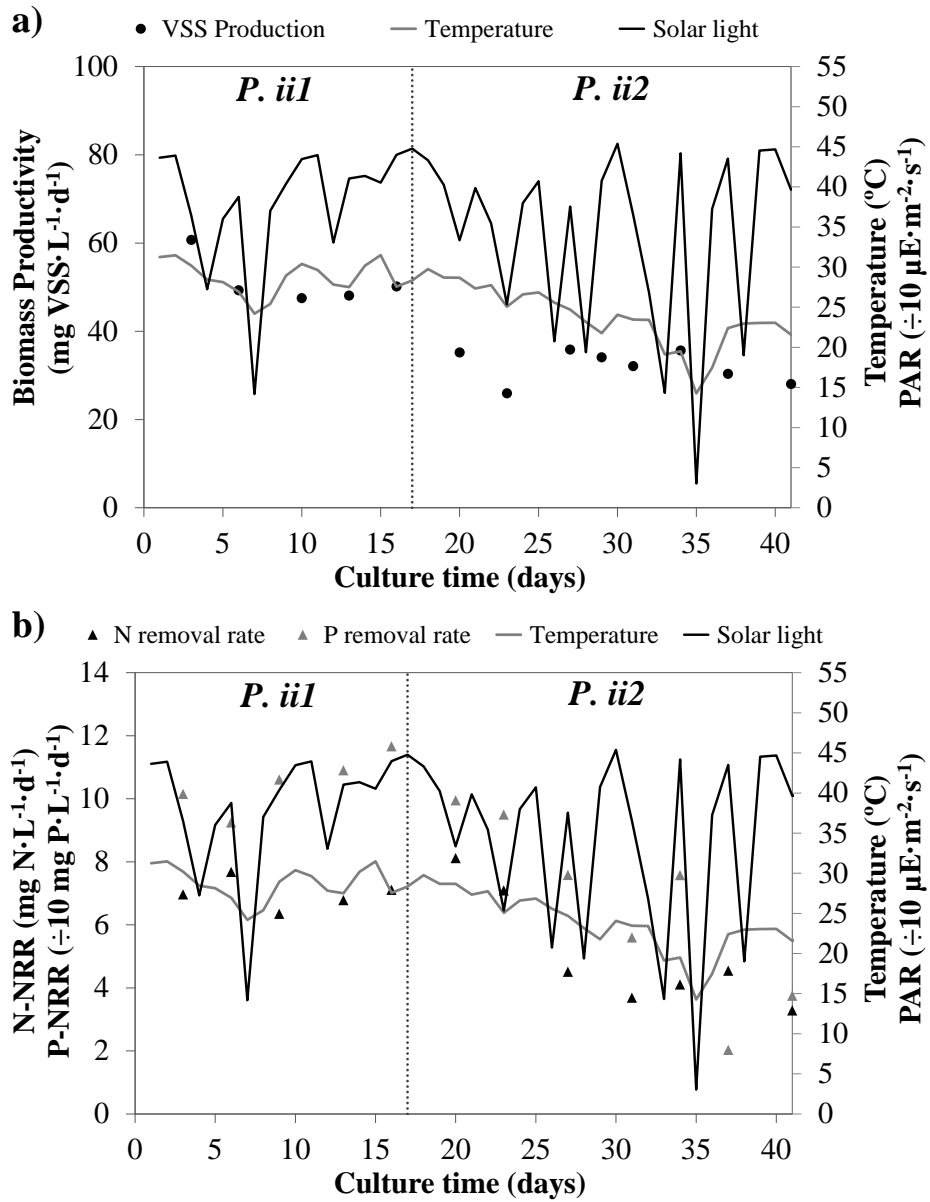 a)
VSS Production Temperature Solar light
P. ii1 P. ii2
Biomass Productivity
(mg VSS·L⁻¹·d⁻¹)
100
80
60
40
20
0
55
50
45
40
35
30
25
20
15
10
5
0
Temperature (ºC)
PAR (÷10 µE·m⁻²·s⁻¹)
0 5 10 15 20 25 30 35 40
Culture time (days)
b)
N removal rate P removal rate Temperature Solar light
P. ii1 P. ii2
N-NRR (mg N·L⁻¹·d⁻¹)
P-NRR (÷10 mg P·L⁻¹·d⁻¹)
14
12
10
8
6
4
2
0
55
50
45
40
35
30
25
20
15
10
5
0
Temperature (ºC)
PAR (÷10 µE·m⁻²·s⁻¹)
0 5 10 15 20 25 30 35 40
Culture time (days)